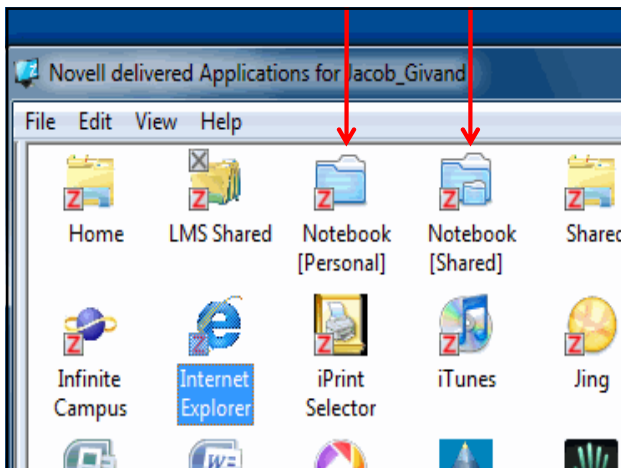 Novell delivered Applications for Jacob_Givand
File Edit View Help
Home LMS Shared Notebook [Personal] Notebook [Shared] Shared
Infinite Campus Internet Explorer iPrint Selector iTunes Jing